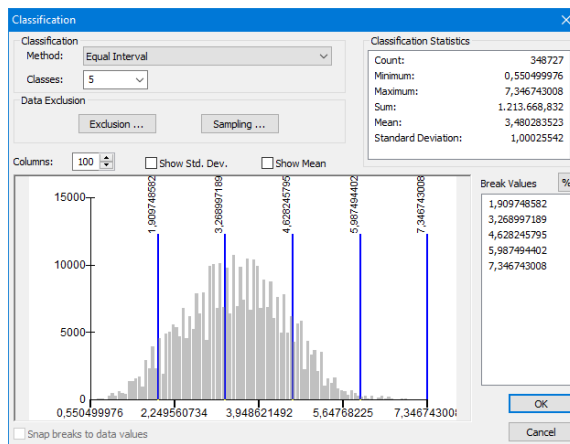 Classification
Classification
Method: Equal Interval
Classes: 5
Data Exclusion
Exclusion ... Sampling ...
Classification Statistics
Count: 348727
Minimum: 0,550499976
Maximum: 7,346743008
Sum: 1.213.668,832
Mean: 3,480283523
Standard Deviation: 1,00025542
Columns: 100 Show Std. Dev. Show Mean
Break Values %
1,909748582
3,268997189
4,628245795
5,987494402
7,346743008
1,909748582
3,268997189
4,628245795
5,987494402
7,346743008
15000
10000
5000
0
0,550499976 2,249560734 3,948621492 5,64768225 7,346743008
Snap breaks to data values
OK
Cancel